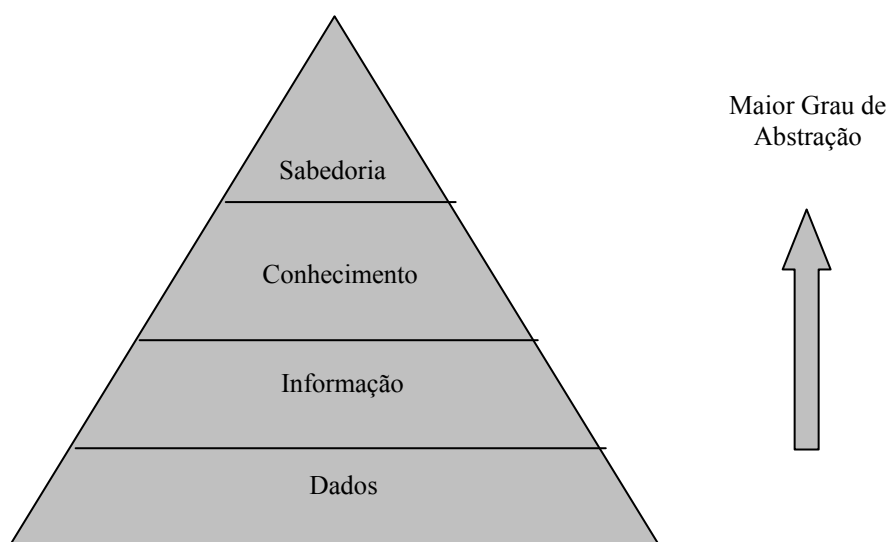 Maior Grau de
Abstração
Sabedoria
Conhecimento
Informação
Dados